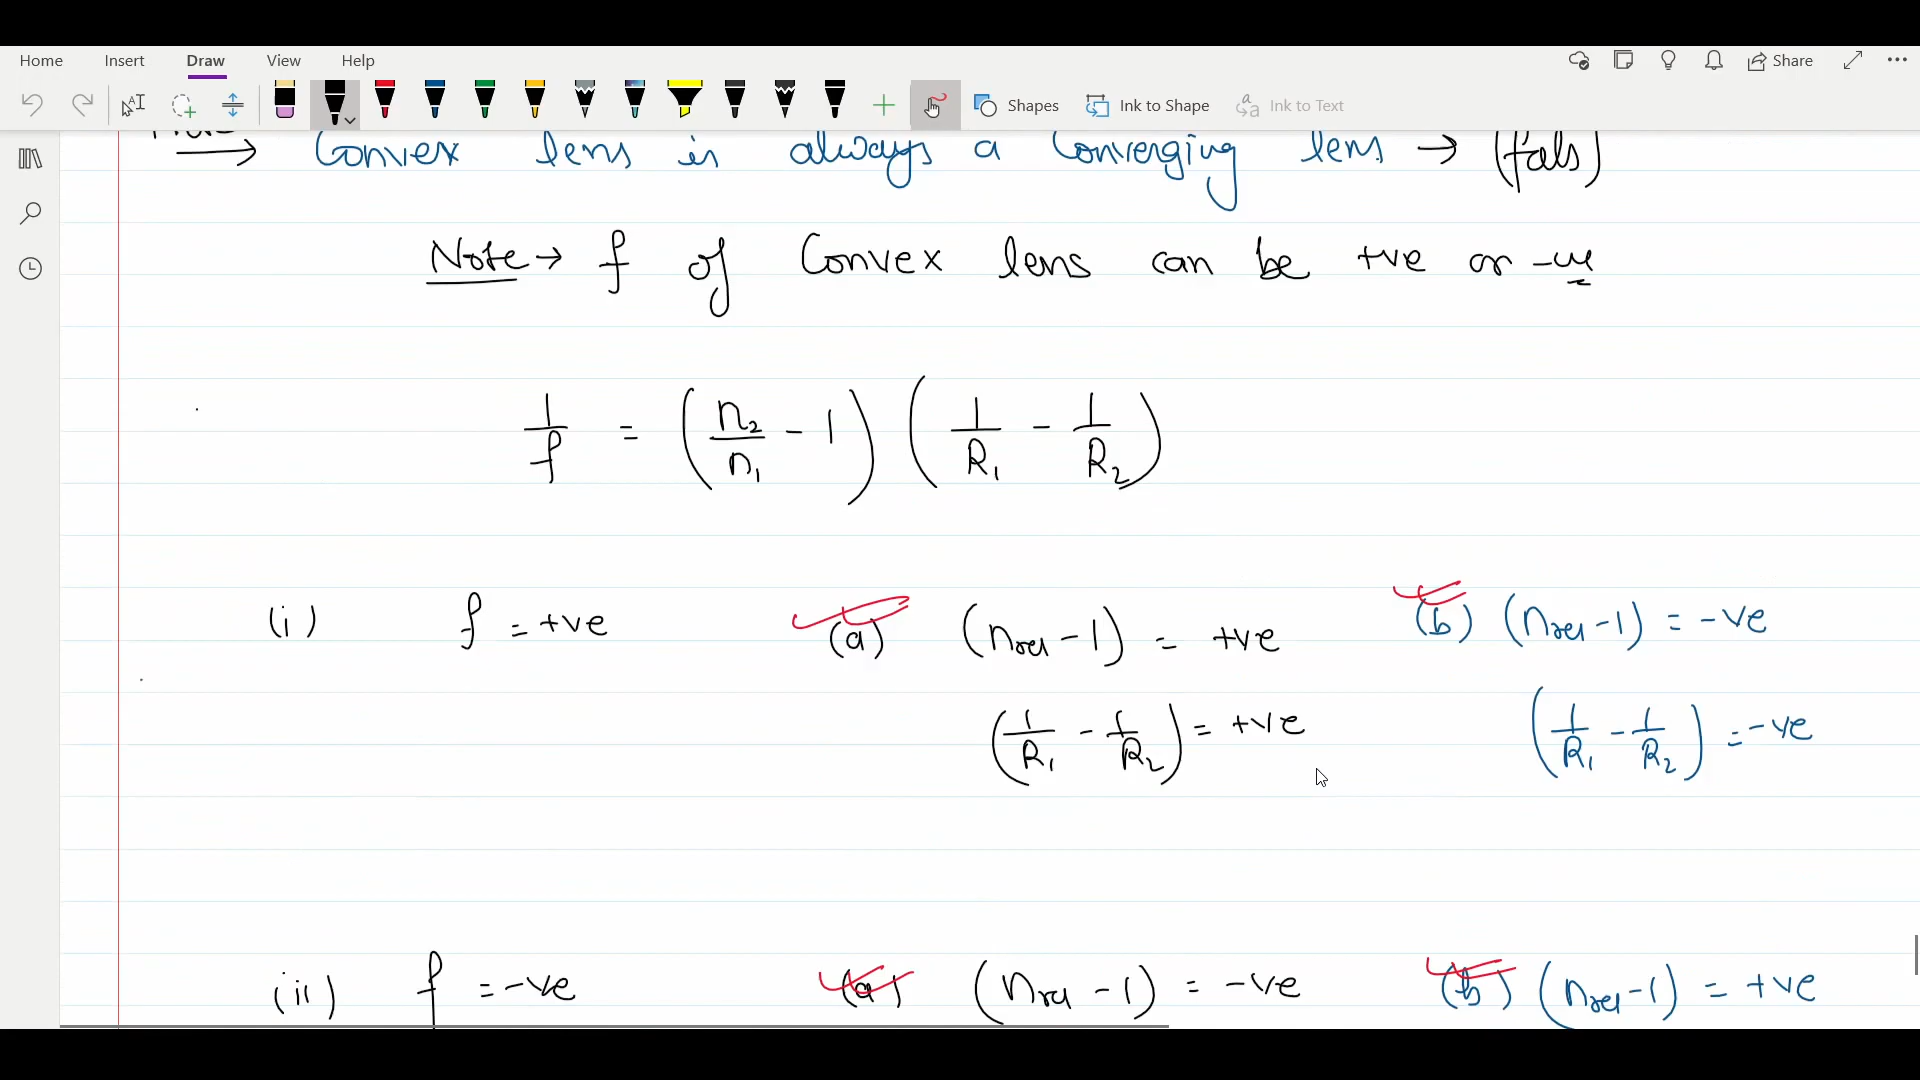 Home Insert Draw View Help Share
Shapes Ink to Shape Ink to Text
Convex lens is always a Converging lens → (fals)
Note → f of Convex lens can be +ve or -ve
1/f = (n₂/n₁ - 1) (1/R₁ - 1/R₂)
(i) f = +ve (a) (nrel - 1) = +ve (b) (nrel - 1) = -ve
(1/R₁ - 1/R₂) = +ve (1/R₁ - 1/R₂) = -ve
(ii) f = -ve (a) (nrel - 1) = -ve (b) (nrel - 1) = +ve